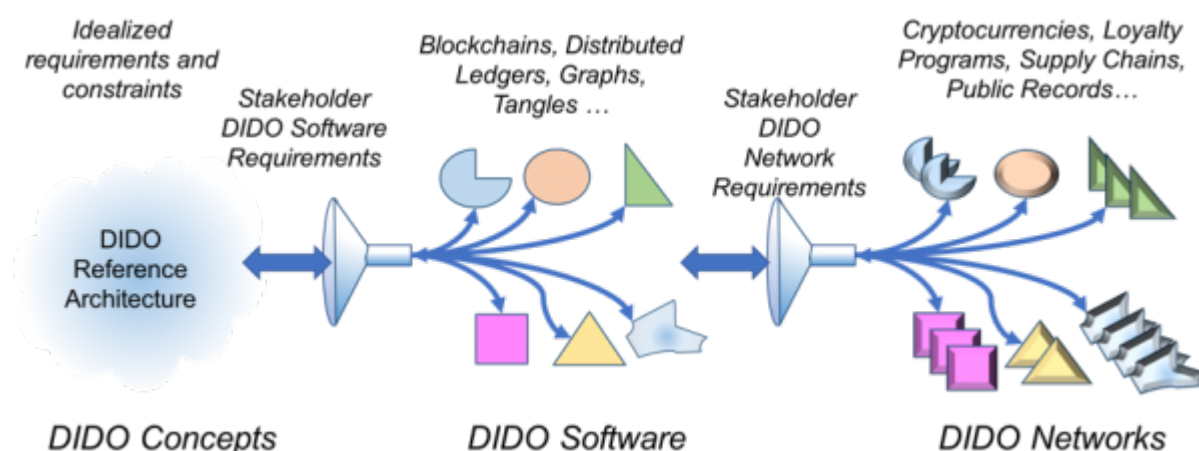 Idealized
requirements and
constraints
Stakeholder
DIDO Software
Requirements
Blockchains, Distributed
Ledgers, Graphs,
Tangles …
Stakeholder
DIDO
Network
Requirements
Cryptocurrencies, Loyalty
Programs, Supply Chains,
Public Records…
DIDO
Reference
Architecture
DIDO Concepts
DIDO Software
DIDO Networks